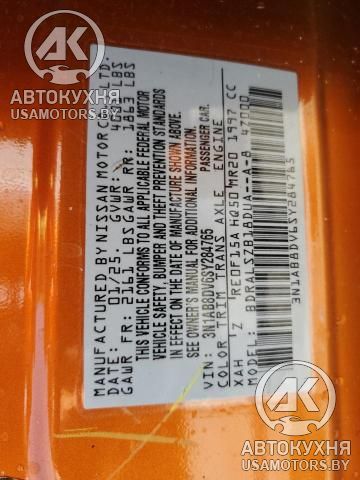 АК
АВТОКУХНЯ
USAMOTORS.BY
MANUFACTURED BY NISSAN MOTOR CO., LTD.
DATE: 01/25. GVWR: LBS
GAWR FR: 2161 LBS GAWR RR: 1863 LBS
THIS VEHICLE CONFORMS TO ALL APPLICABLE FEDERAL MOTOR
VEHICLE SAFETY, BUMPER AND THEFT PREVENTION STANDARDS
IN EFFECT ON THE DATE OF MANUFACTURE SHOWN ABOVE.
SEE OWNER'S MANUAL FOR ADDITIONAL INFORMATION.
VIN: 3N1AB8DV6SY284765 PASSENGER CAR.
COLOR TRIM TRANS AXLE ENGINE
XAH Z RE0F15A HQ50 MR20 1997 CC
MODEL: BDRALSZB18DUA--A-8 47000
3N1AB8DV6SY284765
АК
АВТОКУХНЯ
USAMOTORS.BY